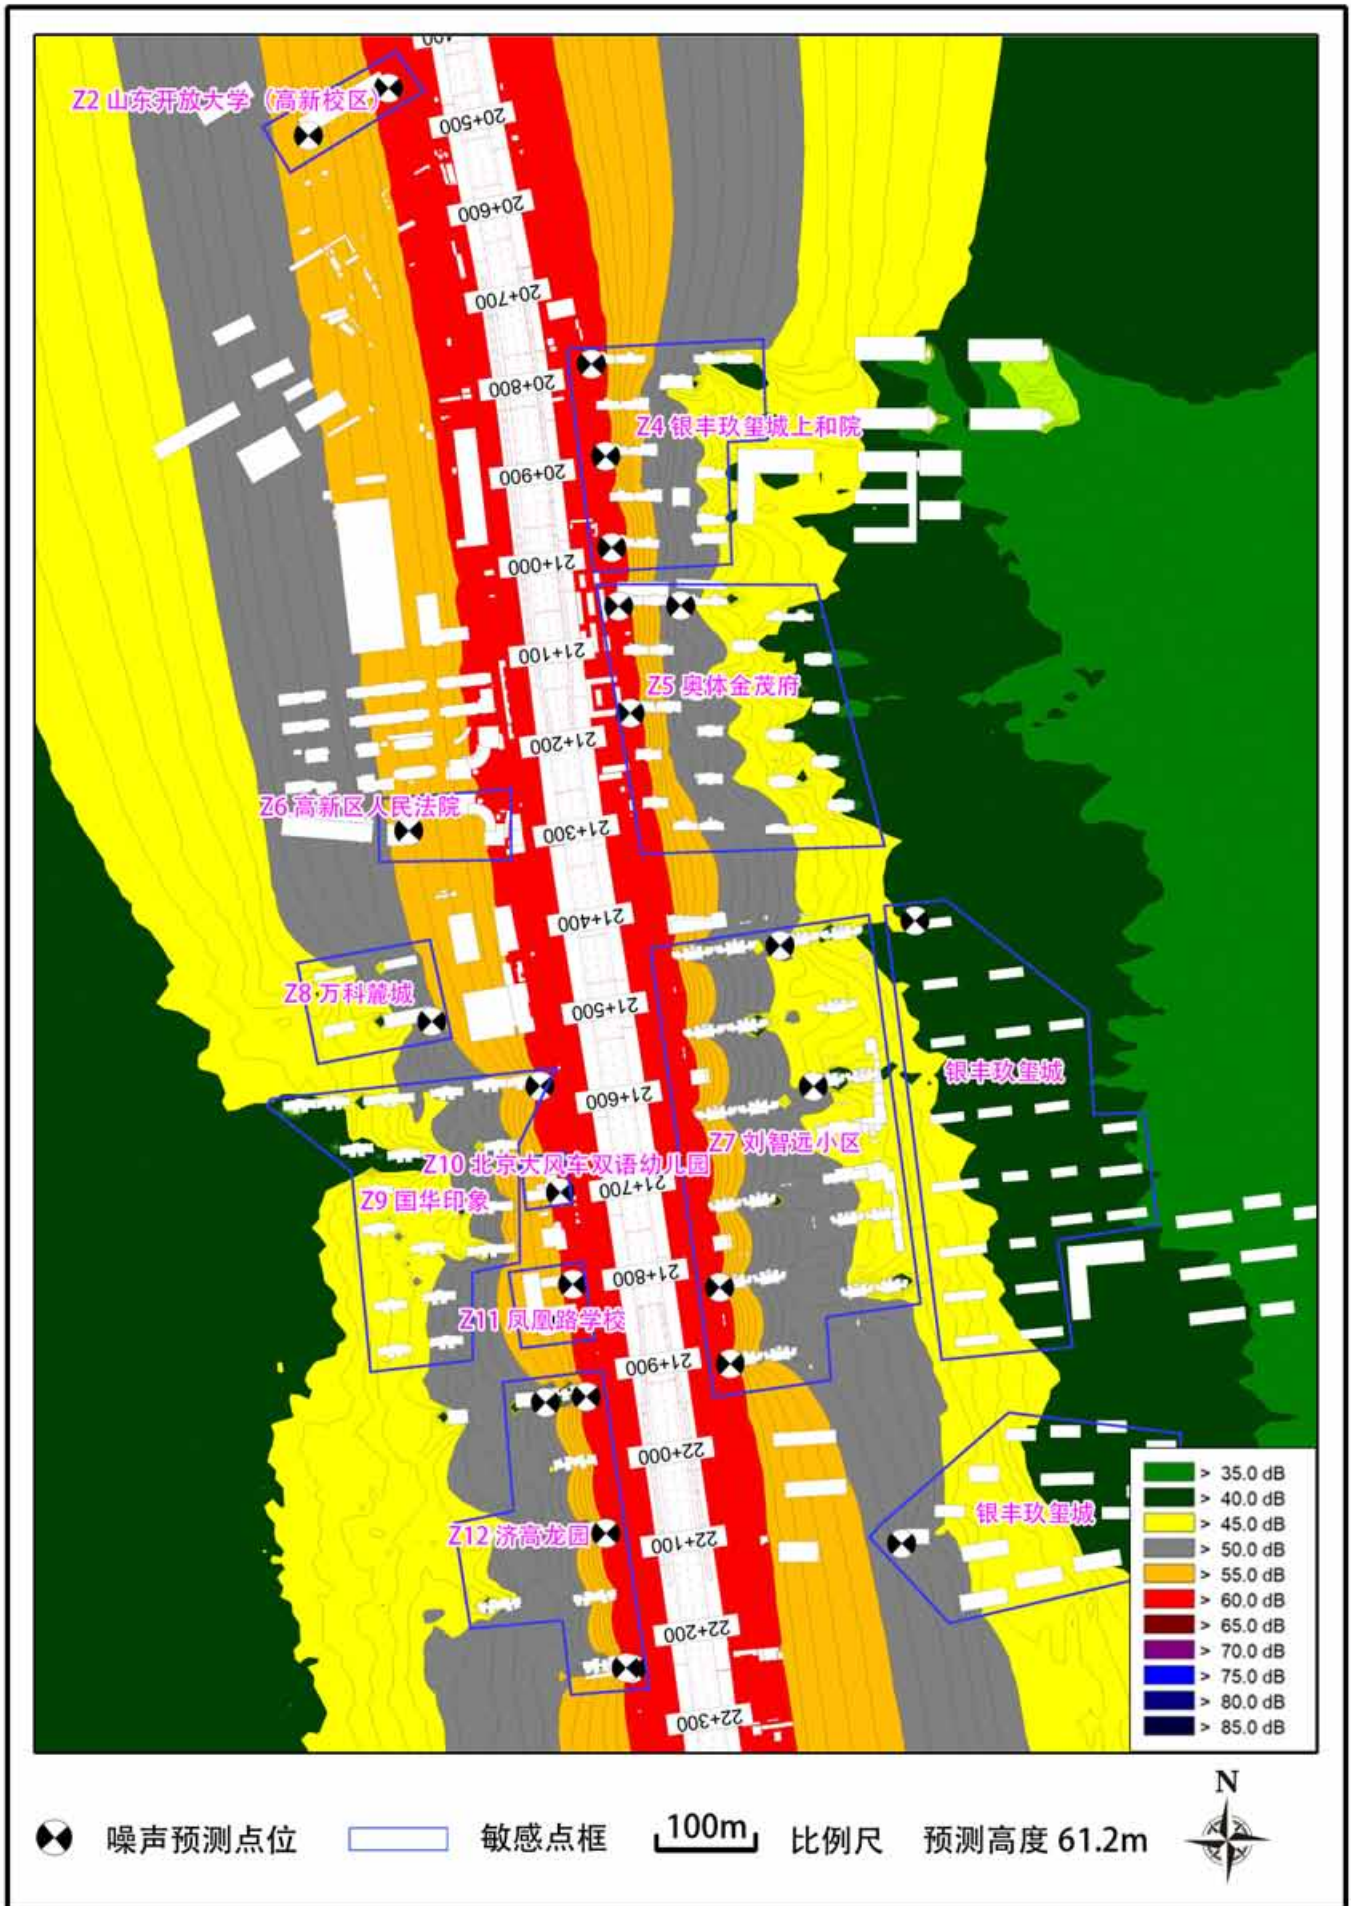 Z2 山东开放大学（高新校区）
20+500
20+600
20+700
20+800
Z4 银丰玖玺城上和院
20+900
21+000
21+100
Z5 奥体金茂府
21+200
Z6 高新区人民法院
21+300
21+400
Z8 万科麓城
21+500
银丰玖玺城
21+600
Z7 刘智远小区
Z10 北京大风车双语幼儿园
21+700
Z9 国华印象
21+800
Z11 凤凰路学校
21+900
22+000
银丰玖玺城
Z12 济高龙园
22+100
22+200
22+300
> 35.0 dB
> 40.0 dB
> 45.0 dB
> 50.0 dB
> 55.0 dB
> 60.0 dB
> 65.0 dB
> 70.0 dB
> 75.0 dB
> 80.0 dB
> 85.0 dB
N
噪声预测点位 敏感点框 100m 比例尺 预测高度 61.2m